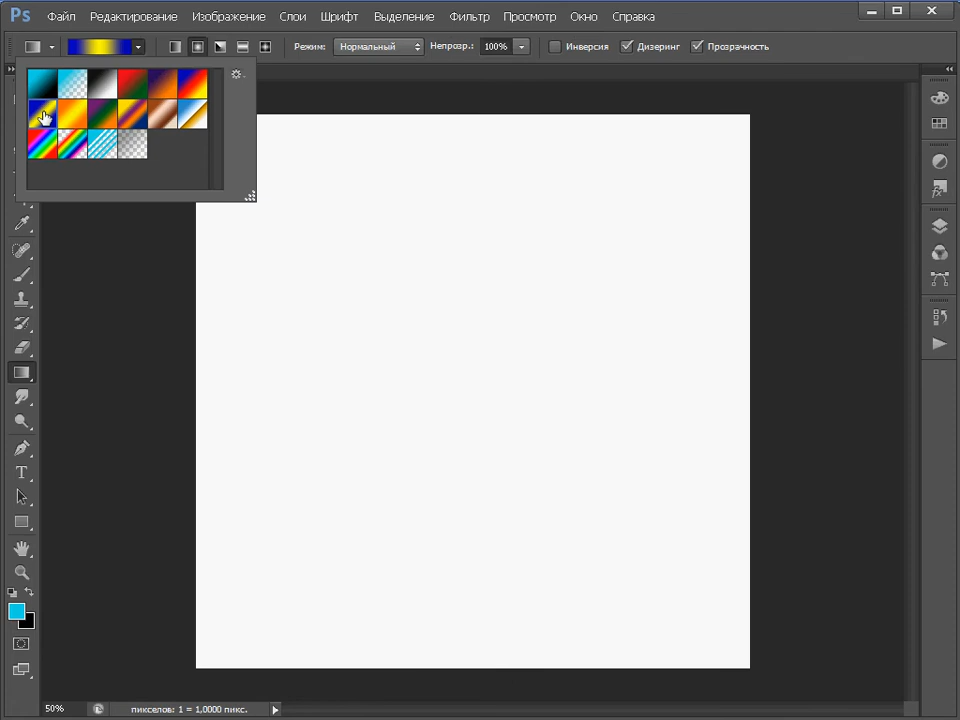 Ps Файл Редактирование Изображение Слои Шрифт Выделение Фильтр Просмотр Окно Справка
Режим: Нормальный Непрозр.: 100% Инверсия Дизеринг Прозрачность
50% пикселов: 1 = 1,0000 пикс.